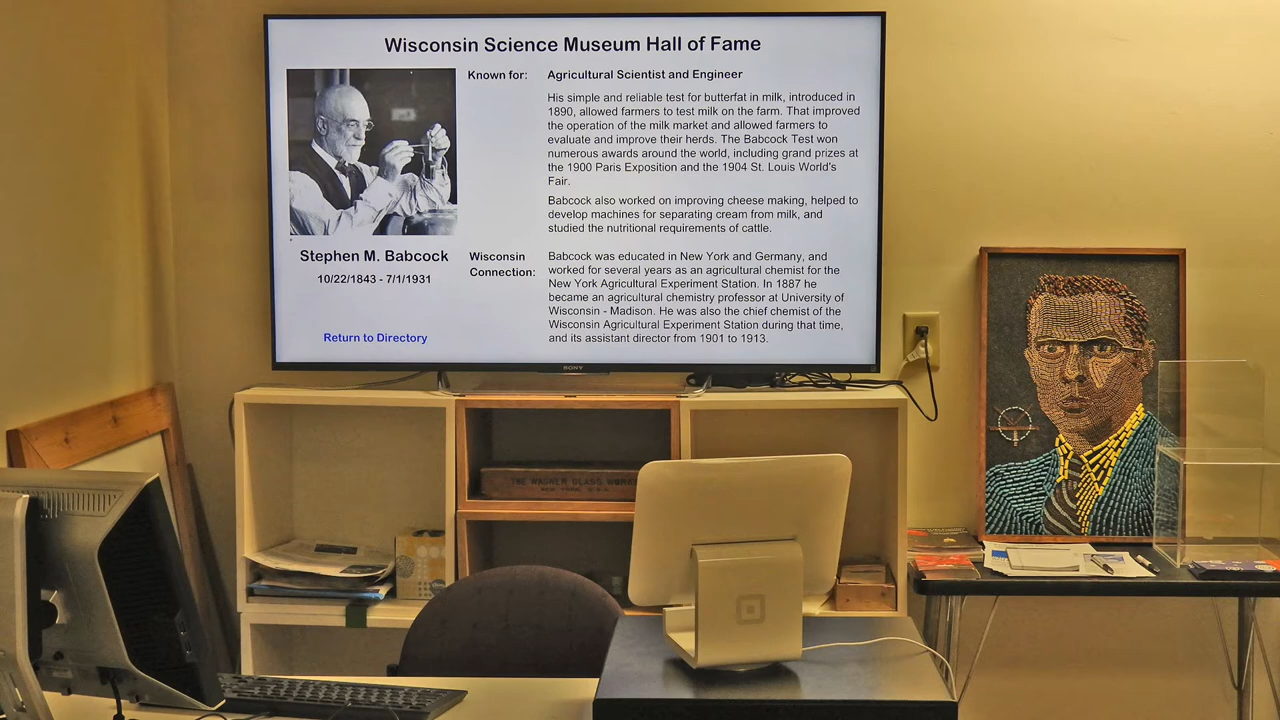 Wisconsin Science Museum Hall of Fame
Known for:
Agricultural Scientist and Engineer
His simple and reliable test for butterfat in milk, introduced in
1890, allowed farmers to test milk on the farm. That improved
the operation of the milk market and allowed farmers to
evaluate and improve their herds. The Babcock Test won
numerous awards around the world, including grand prizes at
the 1900 Paris Exposition and the 1904 St. Louis World's
Fair.
Babcock also worked on improving cheese making, helped to
develop machines for separating cream from milk, and
studied the nutritional requirements of cattle.
Stephen M. Babcock
10/22/1843 - 7/1/1931
Return to Directory
Wisconsin
Connection:
Babcock was educated in New York and Germany, and
worked for several years as an agricultural chemist for the
New York Agricultural Experiment Station. In 1887 he
became an agricultural chemistry professor at University of
Wisconsin - Madison. He was also the chief chemist of the
Wisconsin Agricultural Experiment Station during that time,
and its assistant director from 1901 to 1913.
SONY
THE WAGNER GLASS WORKS
NEW YORK, U.S.A.